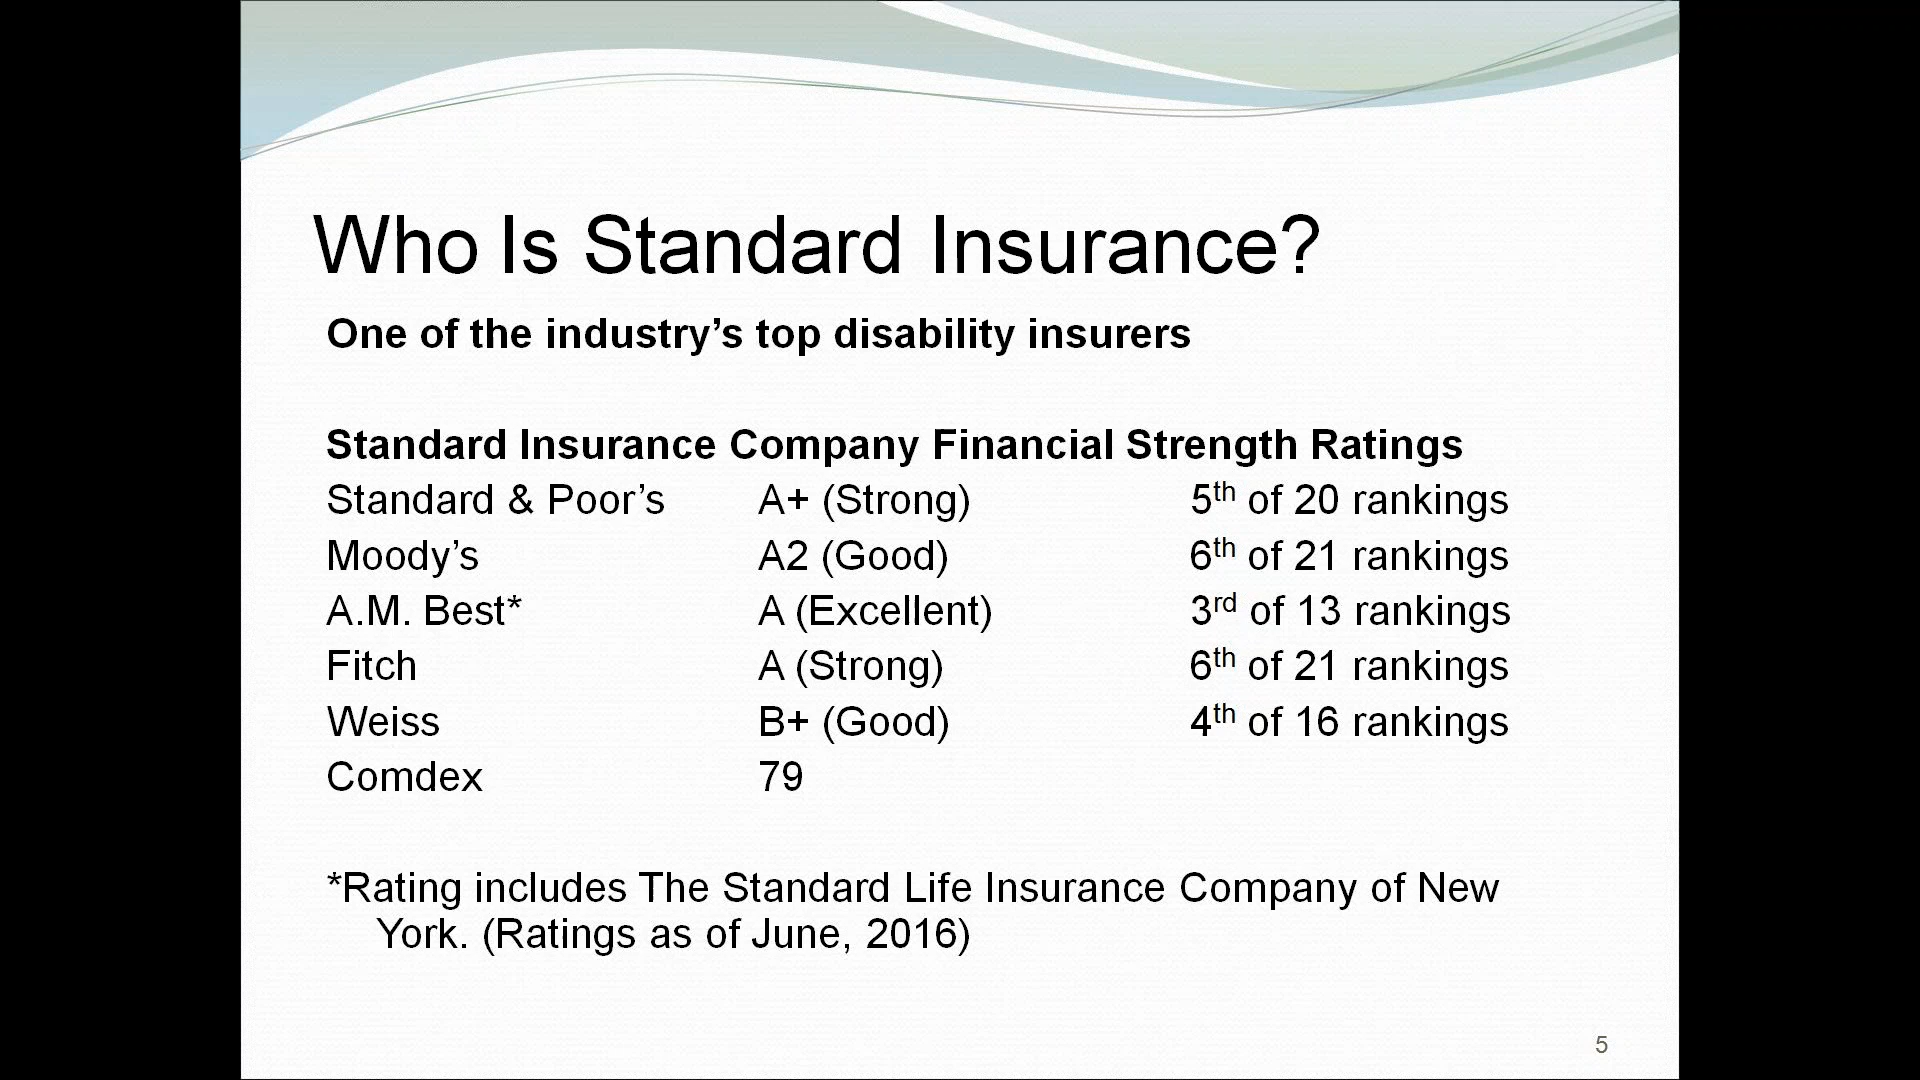 Who Is Standard Insurance?
One of the industry’s top disability insurers
Standard Insurance Company Financial Strength Ratings
Standard & Poor’s A+ (Strong) 5th of 20 rankings
Moody’s A2 (Good) 6th of 21 rankings
A.M. Best* A (Excellent) 3rd of 13 rankings
Fitch A (Strong) 6th of 21 rankings
Weiss B+ (Good) 4th of 16 rankings
Comdex 79
*Rating includes The Standard Life Insurance Company of New
York. (Ratings as of June, 2016)
5